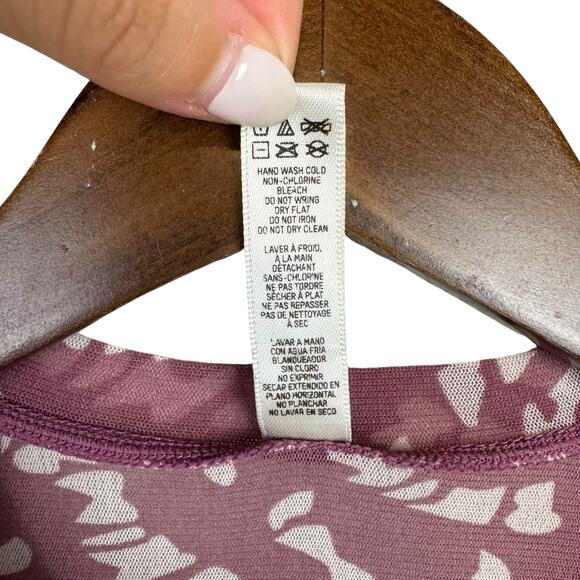 HAND WASH COLD
NON-CHLORINE
BLEACH
DO NOT WRING
DRY FLAT
DO NOT IRON
DO NOT DRY CLEAN
LAVER À FROID,
À LA MAIN
DÉTACHANT
SANS-CHLORINE
NE PAS TORDRE
SÉCHER À PLAT
NE PAS REPASSER
PAS DE NETTOYAGE
À SEC
LAVAR A MANO
CON AGUA FRÍA
BLANQUEADOR
SIN CLORO
NO EXPRIMIR
SECAR EXTENDIDO EN
PLANO HORIZONTAL
NO PLANCHAR
NO LAVAR EN SECO